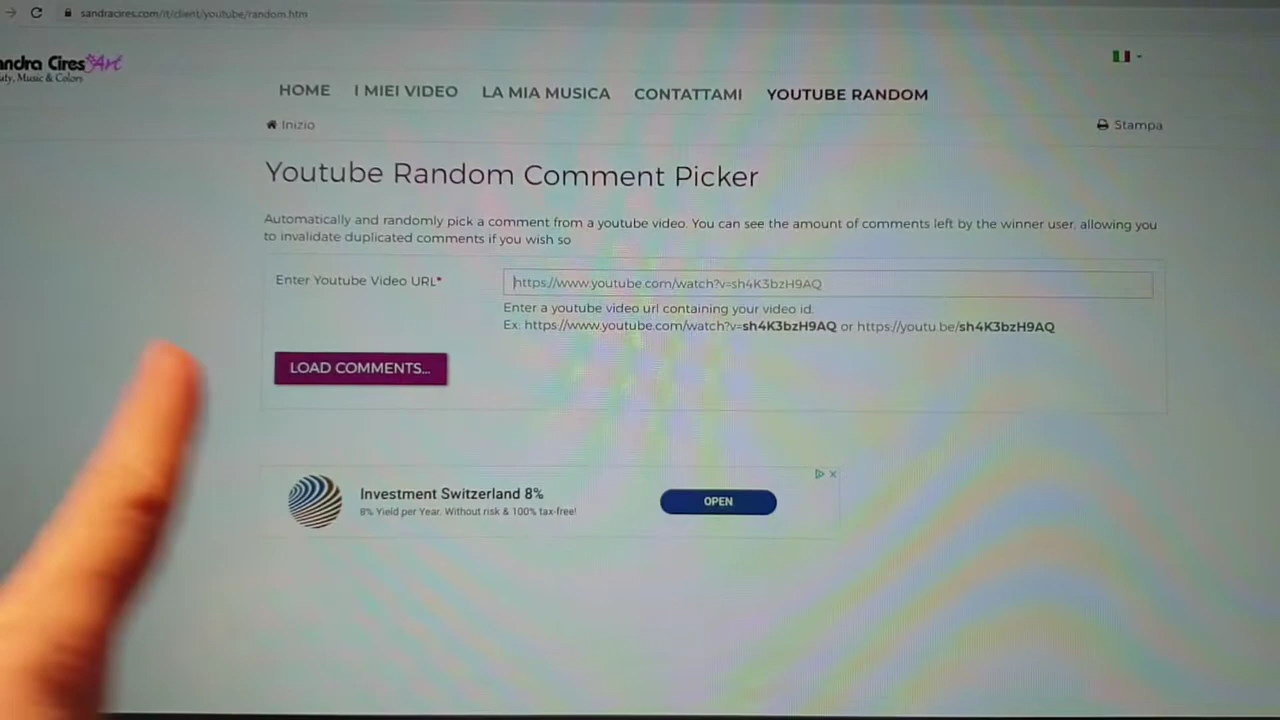 sandracires.com/it/client/youtube/random.htm
andra Cires Art
uty, Music & Colors
HOME I MIEI VIDEO LA MIA MUSICA CONTATTAMI YOUTUBE RANDOM
Inizio Stampa
Youtube Random Comment Picker
Automatically and randomly pick a comment from a youtube video. You can see the amount of comments left by the winner user, allowing you
to invalidate duplicated comments if you wish so
Enter Youtube Video URL* https://www.youtube.com/watch?v=sh4K3bzH9AQ
Enter a youtube video url containing your video id.
Ex. https://www.youtube.com/watch?v=sh4K3bzH9AQ or https://youtu.be/sh4K3bzH9AQ
LOAD COMMENTS...
Investment Switzerland 8%
8% Yield per Year. Without risk & 100% tax-free!
OPEN